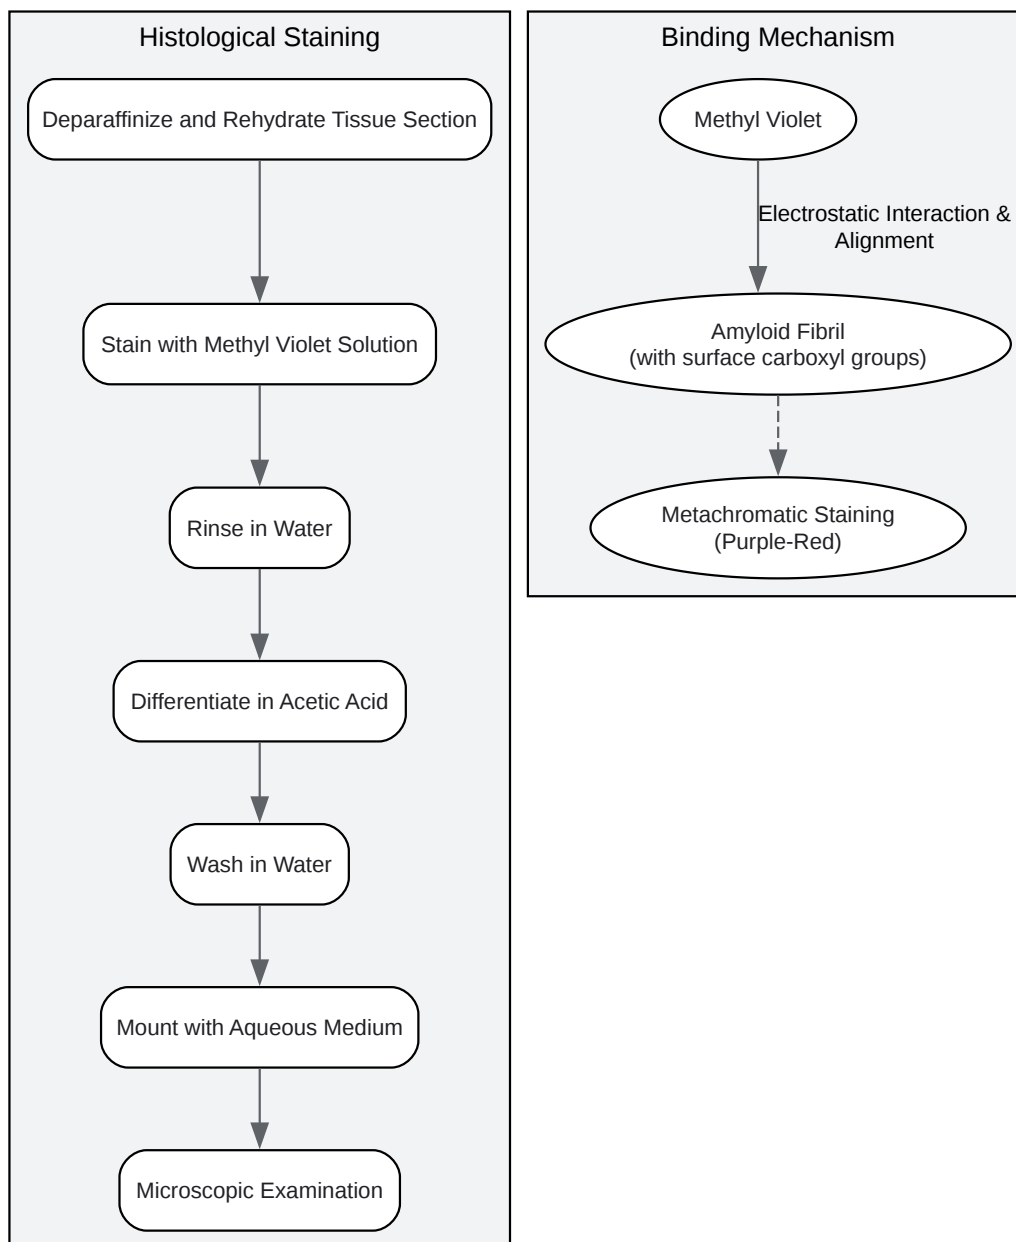 Histological Staining
Deparaffinize and Rehydrate Tissue Section
Stain with Methyl Violet Solution
Rinse in Water
Differentiate in Acetic Acid
Wash in Water
Mount with Aqueous Medium
Microscopic Examination
Binding Mechanism
Methyl Violet
Electrostatic Interaction &
Alignment
Amyloid Fibril
(with surface carboxyl groups)
Metachromatic Staining
(Purple-Red)